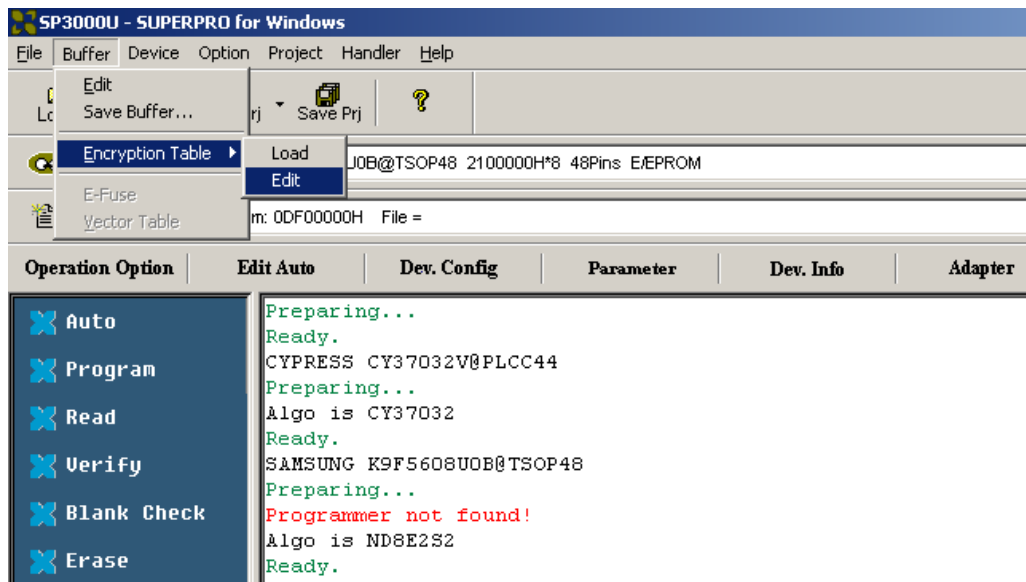 SP3000U - SUPERPRO for Windows
File Buffer Device Option Project Handler Help
Edit
Save Buffer...
Save Prj
Encryption Table
Load
Edit
@TSOP48 2100000H*8 48Pins E/EPROM
E-Fuse
Vector Table
0DF00000H File =
Operation Option Edit Auto Dev. Config Parameter Dev. Info Adapter
Auto
Program
Read
Verify
Blank Check
Erase
Preparing...
Ready.
CYPRESS CY37032V@PLCC44
Preparing...
Algo is CY37032
Ready.
SAMSUNG K9F5608U0B@TSOP48
Preparing...
Programmer not found!
Algo is ND8E2S2
Ready.